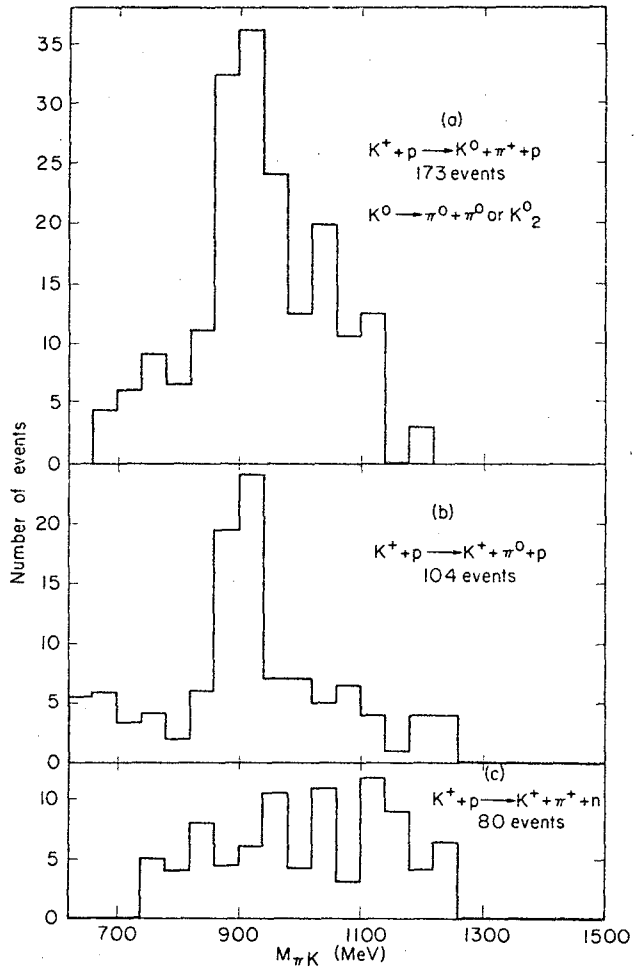 35
30
25
20
15
10
5
0
(a)
K⁺ + p ⟶ K⁰ + π⁺ + p
173 events
K⁰ ⟶ π⁰ + π⁰ or K⁰₂
Number of events
20
15
10
5
0
(b)
K⁺ + p ⟶ K⁺ + π⁰ + p
104 events
10
5
0
(c)
K⁺ + p ⟶ K⁺ + π⁺ + n
80 events
700 900 1100 1300 1500
M_πK (MeV)